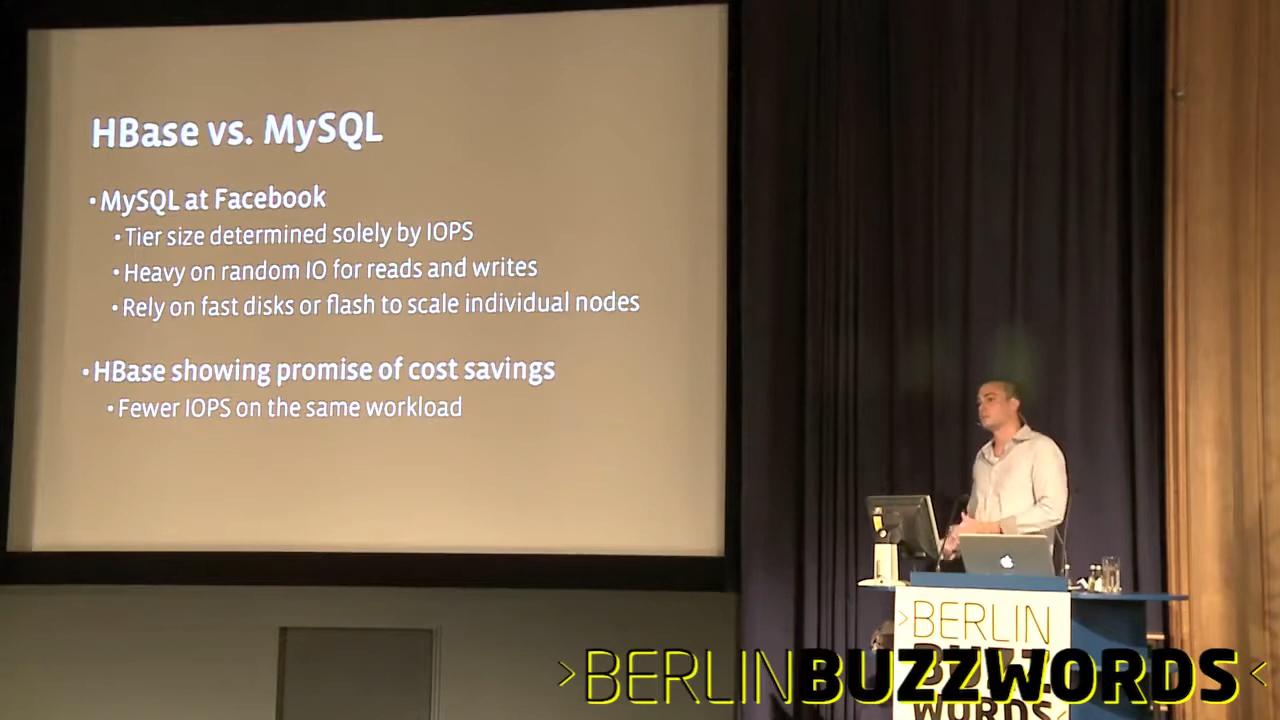 HBase vs. MySQL
•MySQL at Facebook
•Tier size determined solely by IOPS
•Heavy on random IO for reads and writes
•Rely on fast disks or flash to scale individual nodes
•HBase showing promise of cost savings
•Fewer IOPS on the same workload
>BERLIN
BUZZ
WORDS<
>BERLINBUZZWORDS<